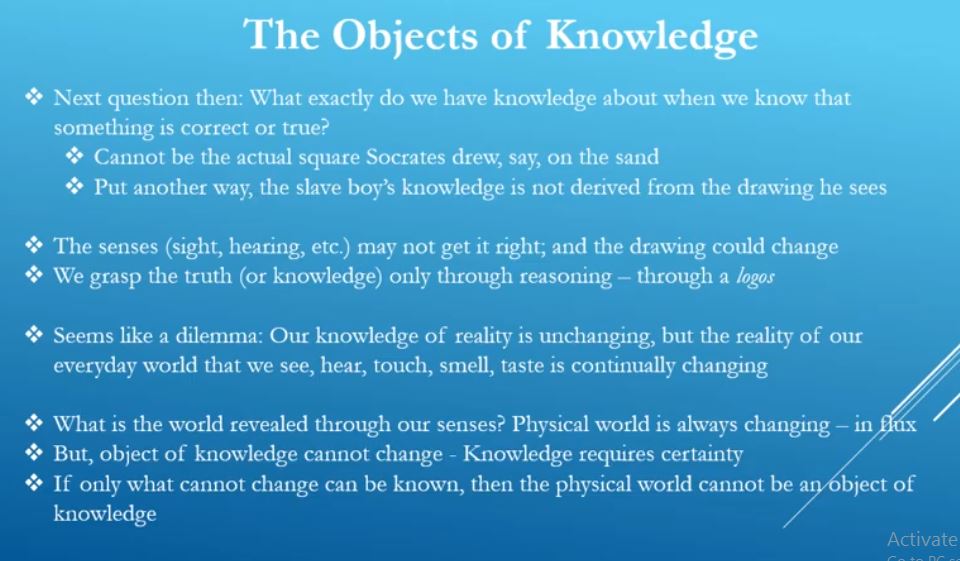 The Objects of Knowledge
❖ Next question then: What exactly do we have knowledge about when we know that
something is correct or true?
❖ Cannot be the actual square Socrates drew, say, on the sand
❖ Put another way, the slave boy’s knowledge is not derived from the drawing he sees
❖ The senses (sight, hearing, etc.) may not get it right; and the drawing could change
❖ We grasp the truth (or knowledge) only through reasoning – through a logos
❖ Seems like a dilemma: Our knowledge of reality is unchanging, but the reality of our
everyday world that we see, hear, touch, smell, taste is continually changing
❖ What is the world revealed through our senses? Physical world is always changing – in flux
❖ But, object of knowledge cannot change - Knowledge requires certainty
❖ If only what cannot change can be known, then the physical world cannot be an object of
knowledge
Activate